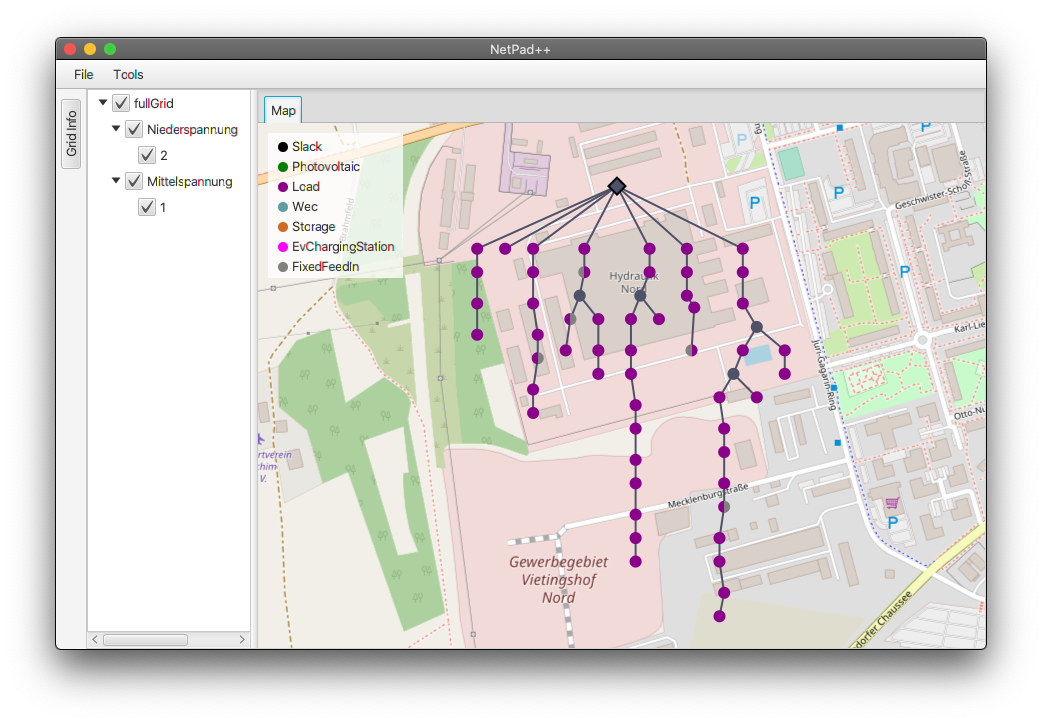 NetPad++
File Tools
Grid Info
fullGrid
Niederspannung
2
Mittelspannung
1
Map
Slack
Photovoltaic
Load
Wec
Storage
EvChargingStation
FixedFeedIn
Hydraulik
Nord
P
P
P
P
P
P
Geschwister-Scholl-Straße
Karl-Lie
Juri-Gagarin-Ring
Otto-Nu
Mecklenburgstraße
Gewerbegebiet
Vietingshof
Nord
rtverein
chim
V.
dorfer Chaussee